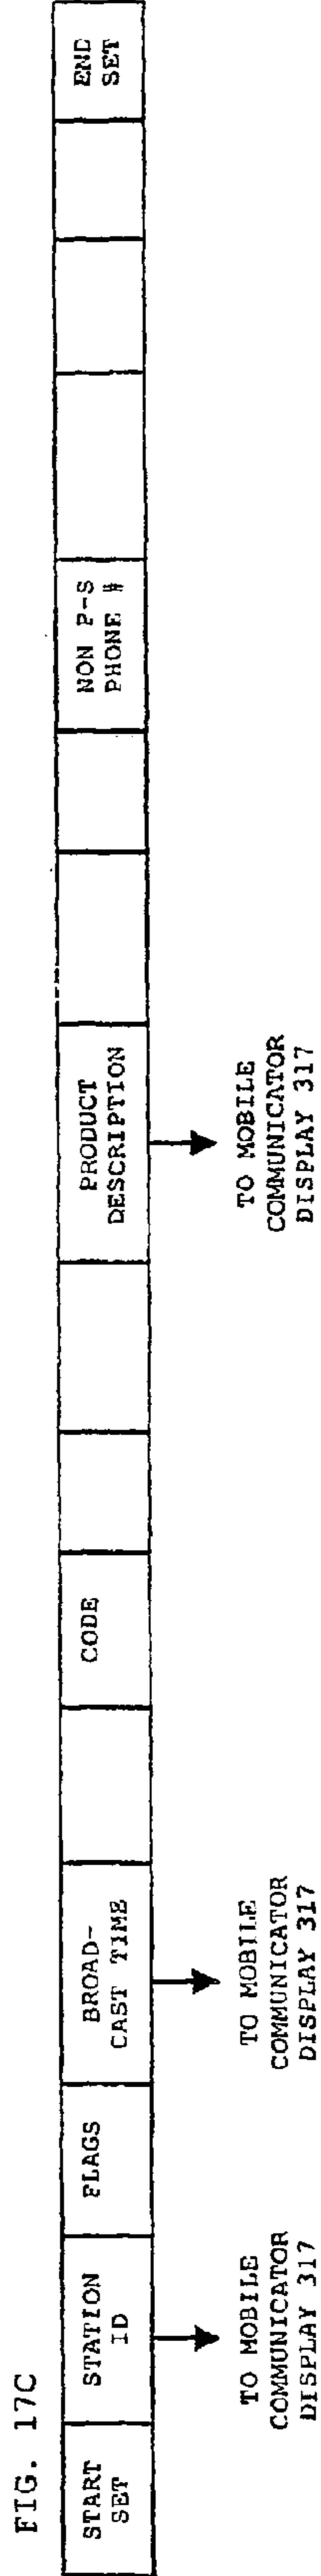 FIG. 17C
START
SET
STATION
ID
FLAGS
BROAD-
CAST TIME
CODE
PRODUCT
DESCRIPTION
NON P-S
PHONE #
END
SET
TO MOBILE
COMMUNICATOR
DISPLAY 317
TO MOBILE
COMMUNICATOR
DISPLAY 317
TO MOBILE
COMMUNICATOR
DISPLAY 317